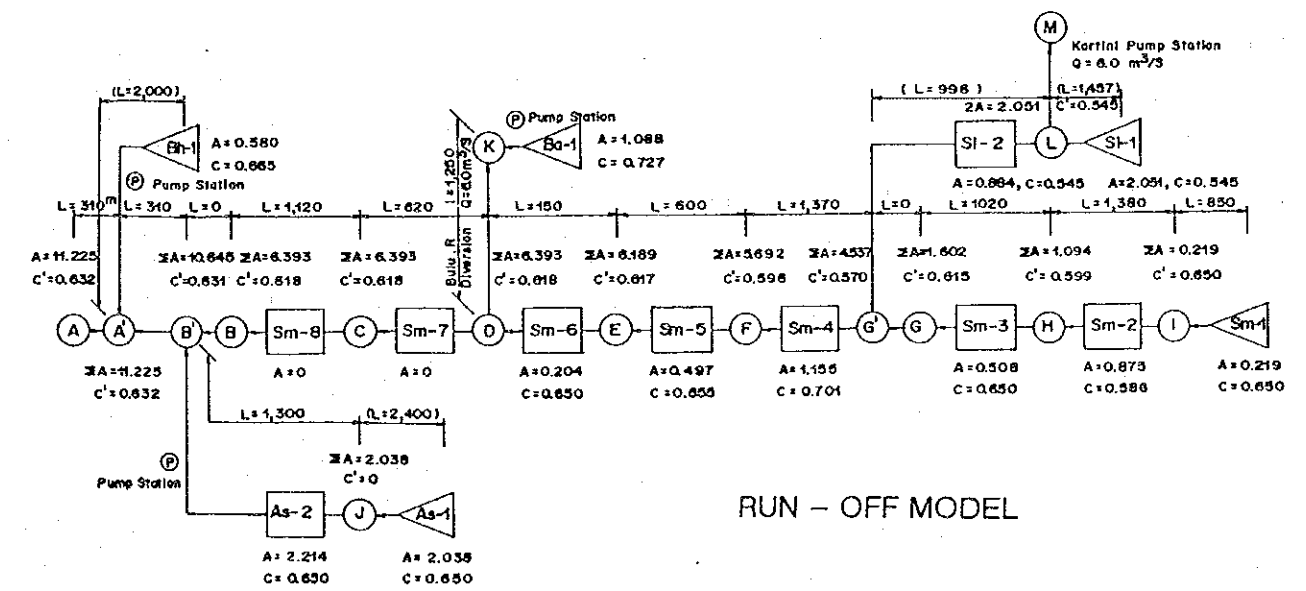 M
Kartini Pump Station
Q = 6.0 m³/S
(L=2,000)
( L= 996 )
(L=1,457)
ΣA = 2.051
C'=0.545
Bh-1
A=0.580
C=0.665
P Pump Station
K
P Pump Station
Ba-1
A=1.088
C=0.727
l=1,250
Q=6.0m³/S
Bulu. R
Diversion
Sl-2
L
Sl-1
A=0.884, C=0.545
A=2.051, C=0.545
L= 310ᵐ
L= 310
L=0
L=1,120
L=620
L=150
L=600
L=1,370
L=0
L=1020
L=1,380
L=850
A=11.225
C'=0.632
ΣA=10.645
C'=0.631
ΣA=6.393
C'=0.618
ΣA=6.393
C'=0.618
ΣA=6.393
C'=0.618
ΣA=6.189
C'=0.617
ΣA=5.692
C'=0.596
ΣA=4.537
C'=0.570
ΣA=1.602
C'=0.615
ΣA=1,094
C'=0.599
ΣA=0.219
C'=0.650
A
A'
B'
B
Sm-8
C
Sm-7
D
Sm-6
E
Sm-5
F
Sm-4
G'
G
Sm-3
H
Sm-2
I
Sm-1
ΣA=11.225
C'=0.632
A=0
A=0
A=0.204
C=0.650
A=0.497
C=0.655
A=1.155
C=0.701
A=0.508
C=0.650
A=0.875
C=0.586
A=0.219
C=0.650
L=1,300
(L=2,400)
ΣA=2.038
C'=0
P
Pump Station
As-2
J
As-1
A= 2.214
C= 0.650
A= 2.038
C= 0.650
RUN - OFF MODEL